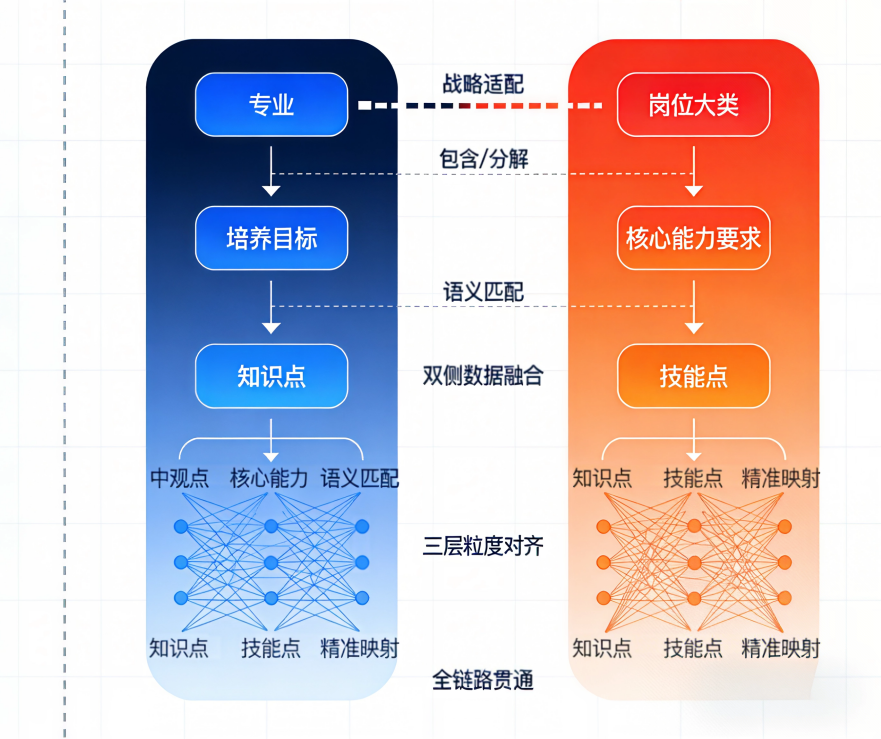 战略适配
专业
岗位大类
包含/分解
培养目标
核心能力要求
语义匹配
知识点
双侧数据融合
技能点
中观点 核心能力 语义匹配
知识点 技能点 精准映射
三层粒度对齐
知识点 技能点 精准映射
知识点 技能点 精准映射
全链路贯通